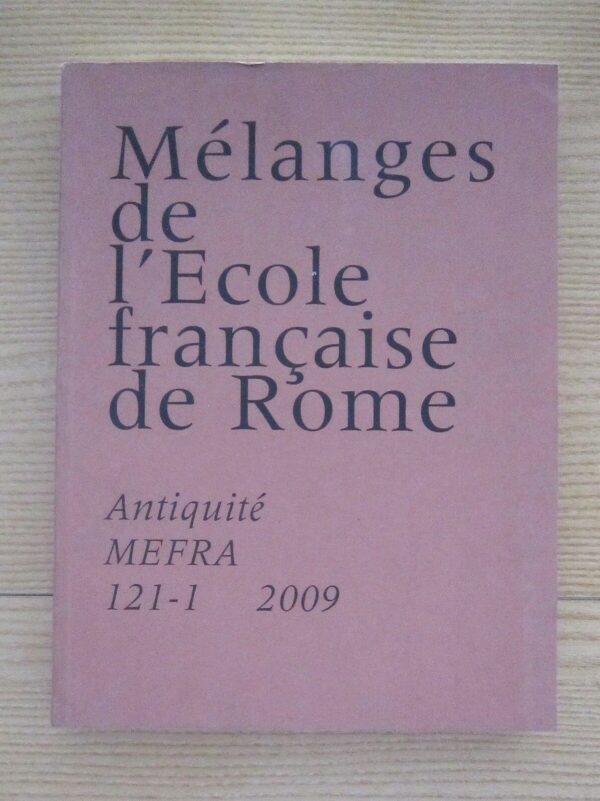 Mélanges
de
l'Ecole
française
de Rome
Antiquité
MEFRA
121-1 2009